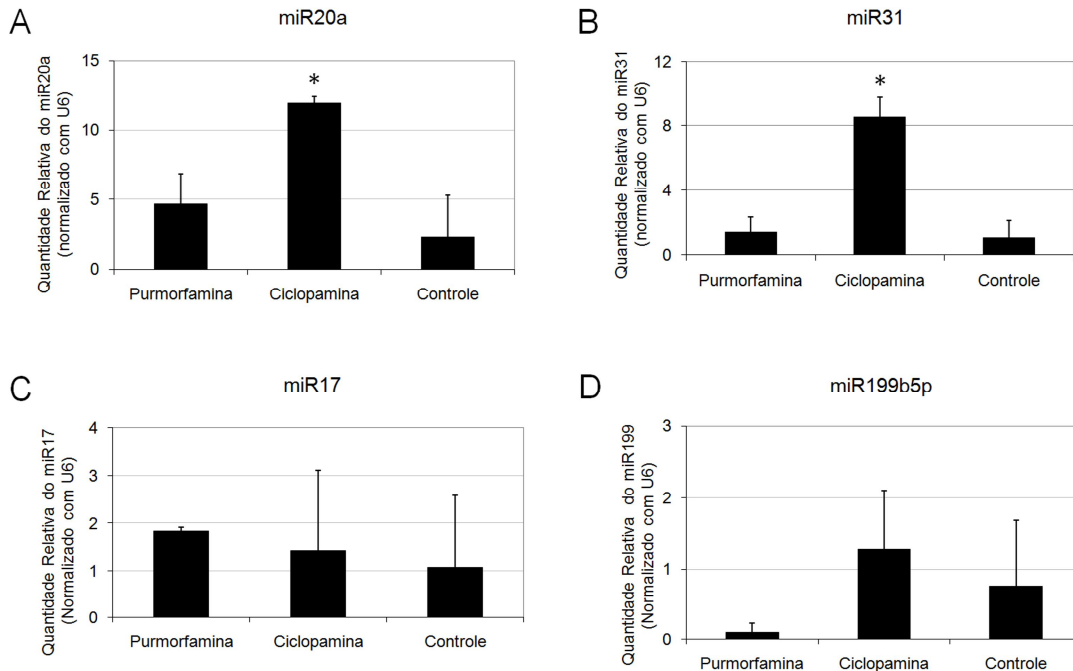 A
miR20a
Quantidade Relativa do miR20a
(normalizado com U6)
15
10
5
0
*
Purmorfamina
Ciclopamina
Controle
B
miR31
Quantidade Relativa do miR31
(normalizado com U6)
12
8
4
0
*
Purmorfamina
Ciclopamina
Controle
C
miR17
Quantidade Relativa do miR17
(Normalizado com U6)
4
3
2
1
0
Purmorfamina
Ciclopamina
Controle
D
miR199b5p
Quantidade Relativa do miR199
(Normalizado com U6)
3
2
1
0
Purmorfamina
Ciclopamina
Controle